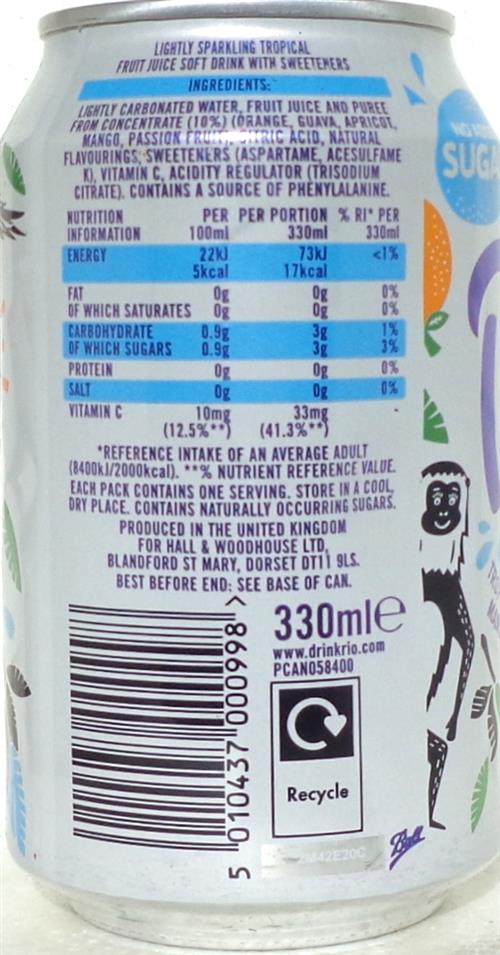 LIGHTLY SPARKLING TROPICAL
FRUIT JUICE SOFT DRINK WITH SWEETENERS
INGREDIENTS:
LIGHTLY CARBONATED WATER, FRUIT JUICE AND PUREE
FROM CONCENTRATE (10%) (ORANGE, GUAVA, APRICOT,
MANGO, PASSION FRUIT), CITRIC ACID, NATURAL
FLAVOURINGS, SWEETENERS (ASPARTAME, ACESULFAME
K), VITAMIN C, ACIDITY REGULATOR (TRISODIUM
CITRATE). CONTAINS A SOURCE OF PHENYLALANINE.
NUTRITION INFORMATION PER 100ml PER PORTION 330ml % RI* PER 330ml
ENERGY 22kJ 73kJ <1%
5kcal 17kcal
FAT 0g 0g 0%
OF WHICH SATURATES 0g 0g 0%
CARBOHYDRATE 0.9g 3g 1%
OF WHICH SUGARS 0.9g 3g 3%
PROTEIN 0g 0g 0%
SALT 0g 0g 0%
VITAMIN C 10mg 33mg -
(12.5%**) (41.3%**)
*REFERENCE INTAKE OF AN AVERAGE ADULT
(8400kJ/2000kcal). **% NUTRIENT REFERENCE VALUE.
EACH PACK CONTAINS ONE SERVING. STORE IN A COOL,
DRY PLACE. CONTAINS NATURALLY OCCURRING SUGARS.
PRODUCED IN THE UNITED KINGDOM
FOR HALL & WOODHOUSE LTD,
BLANDFORD ST MARY, DORSET DT11 9LS.
BEST BEFORE END: SEE BASE OF CAN.
5 010437 000998 >
330ml e
www.drinkrio.com
PCAN058400
Recycle
Ball
NO
SUGA